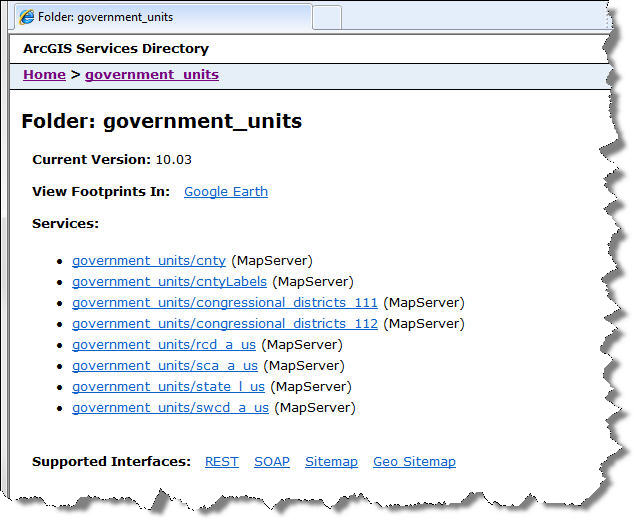 Folder: government_units
ArcGIS Services Directory
Home > government_units
Folder: government_units
Current Version: 10.03
View Footprints In: Google Earth
Services:
government_units/cnty (MapServer)
government_units/cntyLabels (MapServer)
government_units/congressional_districts_111 (MapServer)
government_units/congressional_districts_112 (MapServer)
government_units/rcd_a_us (MapServer)
government_units/sca_a_us (MapServer)
government_units/state_l_us (MapServer)
government_units/swcd_a_us (MapServer)
Supported Interfaces: REST SOAP Sitemap Geo Sitemap